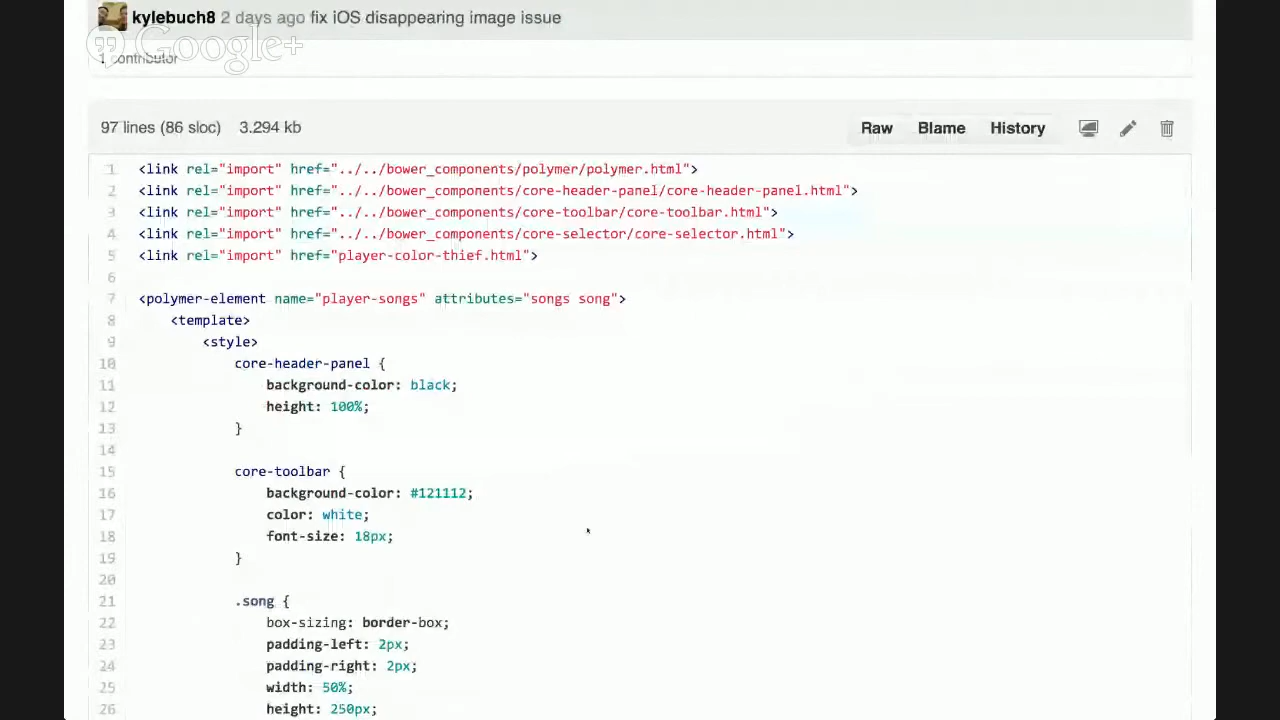 kylebuch8 2 days ago fix iOS disappearing image issue
Google+
1 contributor
97 lines (86 sloc) 3.294 kb Raw Blame History
1 <link rel="import" href="../../bower_components/polymer/polymer.html">
2 <link rel="import" href="../../bower_components/core-header-panel/core-header-panel.html">
3 <link rel="import" href="../../bower_components/core-toolbar/core-toolbar.html">
4 <link rel="import" href="../../bower_components/core-selector/core-selector.html">
5 <link rel="import" href="player-color-thief.html">
6
7 <polymer-element name="player-songs" attributes="songs song">
8 <template>
9 <style>
10 core-header-panel {
11 background-color: black;
12 height: 100%;
13 }
14
15 core-toolbar {
16 background-color: #121112;
17 color: white;
18 font-size: 18px;
19 }
20
21 .song {
22 box-sizing: border-box;
23 padding-left: 2px;
24 padding-right: 2px;
25 width: 50%;
26 height: 250px;